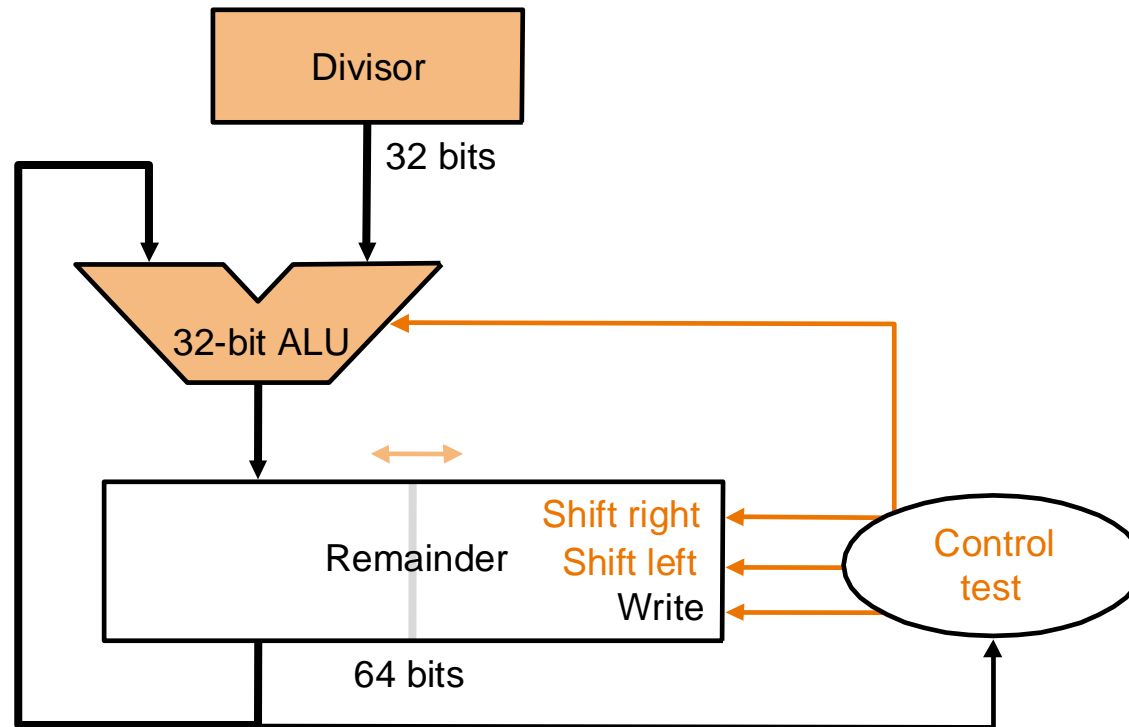 Divisor
32 bits
32-bit ALU
Shift right
Remainder
Shift left
Write
Control
test
64 bits